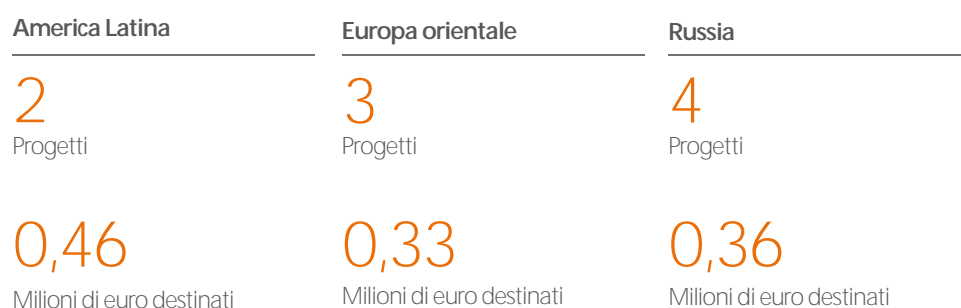 America Latina
2
Progetti
0,46
Milioni di euro destinati
Europa orientale
3
Progetti
0,33
Milioni di euro destinati
Russia
4
Progetti
0,36
Milioni di euro destinati